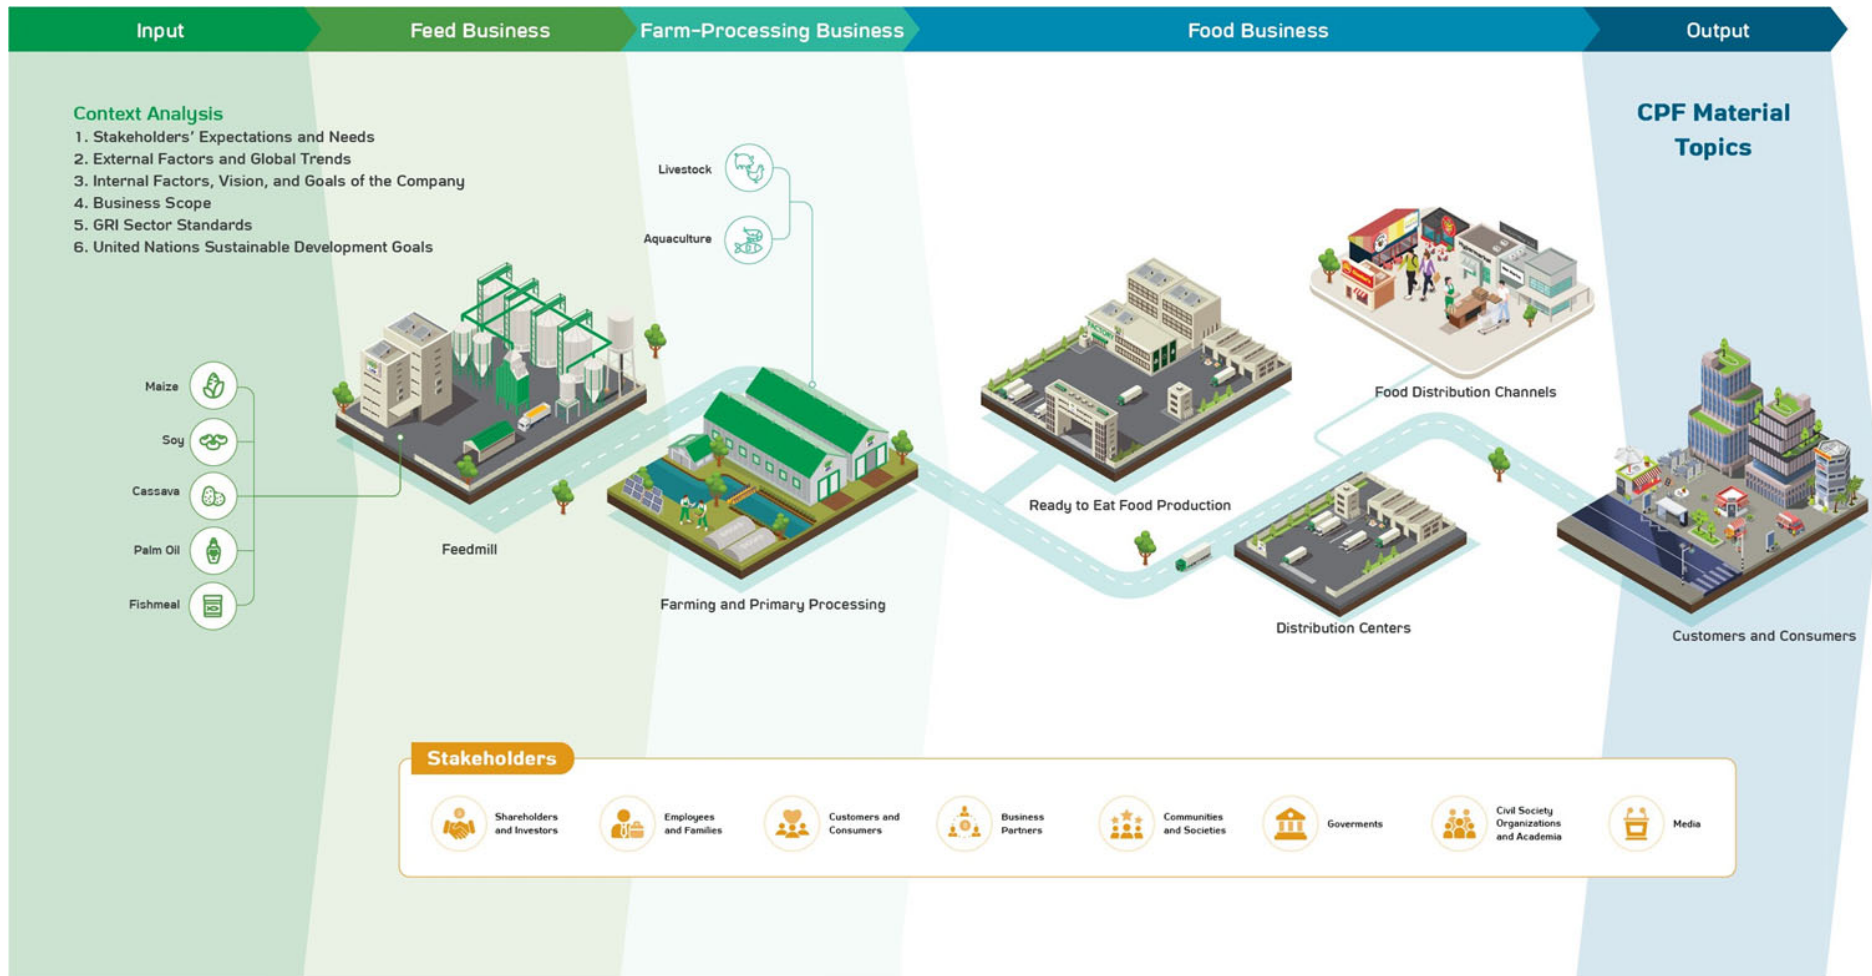 Input
Feed Business
Farm-Processing Business
Food Business
Output
Context Analysis
1. Stakeholders' Expectations and Needs
2. External Factors and Global Trends
3. Internal Factors, Vision, and Goals of the Company
4. Business Scope
5. GRI Sector Standards
6. United Nations Sustainable Development Goals
CPF Material
Topics
Livestock
Aquaculture
Maize
Soy
Cassava
Palm Oil
Fishmeal
Feedmill
Farming and Primary Processing
FACTORY
Ready to Eat Food Production
Hypermarket
Food Distribution Channels
Distribution Centers
Customers and Consumers
Stakeholders
Shareholders
and Investors
Employees
and Families
Customers and
Consumers
Business
Partners
Communities
and Societies
Goverments
Civil Society
Organizations
and Academia
Media